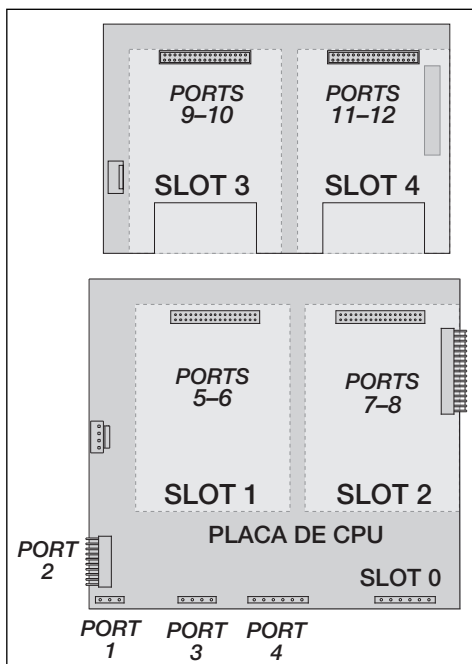 PORTS
9–10
PORTS
11–12
SLOT 3
SLOT 4
PORTS
5–6
PORTS
7–8
SLOT 1
SLOT 2
PLACA DE CPU
PORT
2
SLOT 0
PORT
1
PORT
3
PORT
4